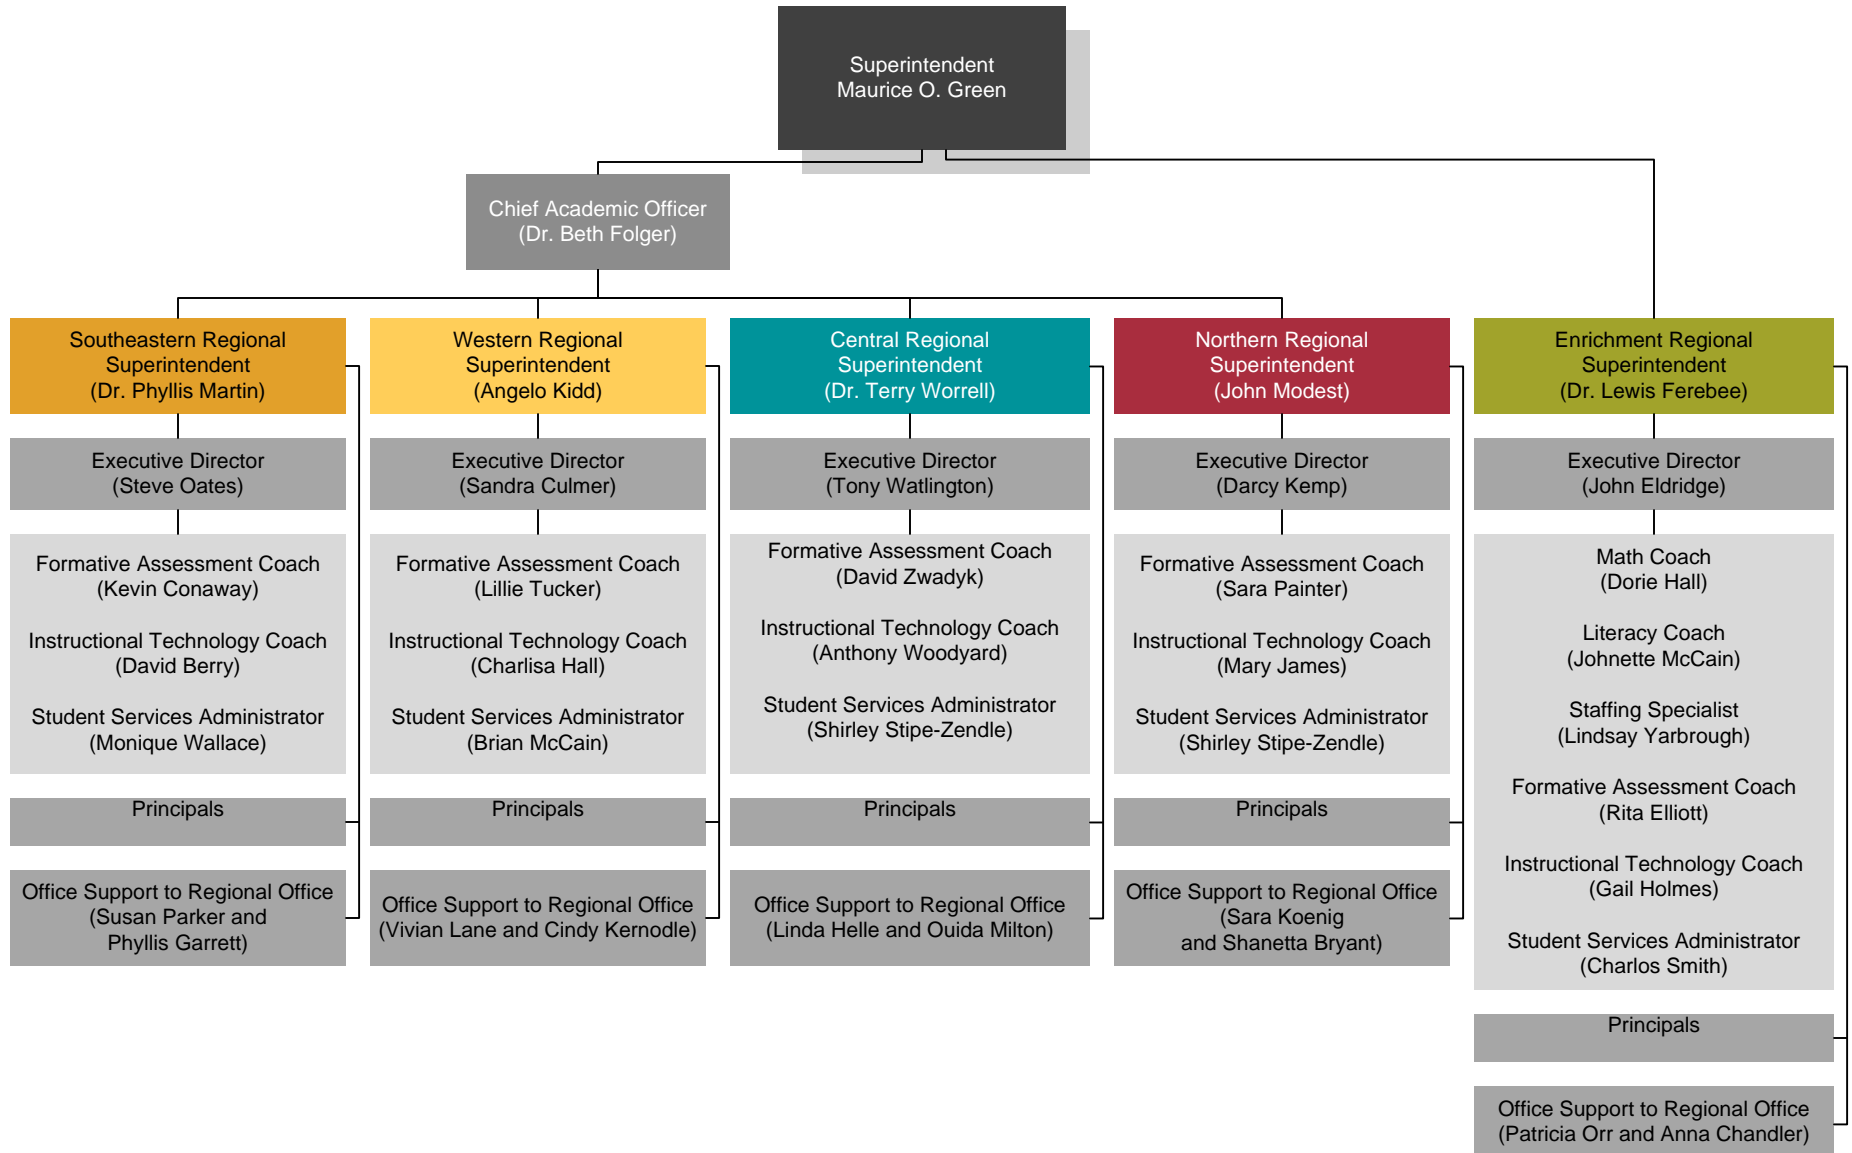 Superintendent
Maurice O. Green
Chief Academic Officer
(Dr. Beth Folger)
Southeastern Regional
Superintendent
(Dr. Phyllis Martin)
Western Regional
Superintendent
(Angelo Kidd)
Central Regional
Superintendent
(Dr. Terry Worrell)
Northern Regional
Superintendent
(John Modest)
Enrichment Regional
Superintendent
(Dr. Lewis Ferebee)
Executive Director
(Steve Oates)
Executive Director
(Sandra Culmer)
Executive Director
(Tony Watlington)
Executive Director
(Darcy Kemp)
Executive Director
(John Eldridge)
Formative Assessment Coach
(Kevin Conaway)
Instructional Technology Coach
(David Berry)
Student Services Administrator
(Monique Wallace)
Formative Assessment Coach
(Lillie Tucker)
Instructional Technology Coach
(Charlisa Hall)
Student Services Administrator
(Brian McCain)
Formative Assessment Coach
(David Zwadyk)
Instructional Technology Coach
(Anthony Woodyard)
Student Services Administrator
(Shirley Stipe-Zendle)
Formative Assessment Coach
(Sara Painter)
Instructional Technology Coach
(Mary James)
Student Services Administrator
(Shirley Stipe-Zendle)
Math Coach
(Dorie Hall)
Literacy Coach
(Johnette McCain)
Staffing Specialist
(Lindsay Yarbrough)
Formative Assessment Coach
(Rita Elliott)
Instructional Technology Coach
(Gail Holmes)
Student Services Administrator
(Charlos Smith)
Principals
Principals
Principals
Principals
Office Support to Regional Office
(Susan Parker and
Phyllis Garrett)
Office Support to Regional Office
(Vivian Lane and Cindy Kernodle)
Office Support to Regional Office
(Linda Helle and Ouida Milton)
Office Support to Regional Office
(Sara Koenig
and Shanetta Bryant)
Principals
Office Support to Regional Office
(Patricia Orr and Anna Chandler)